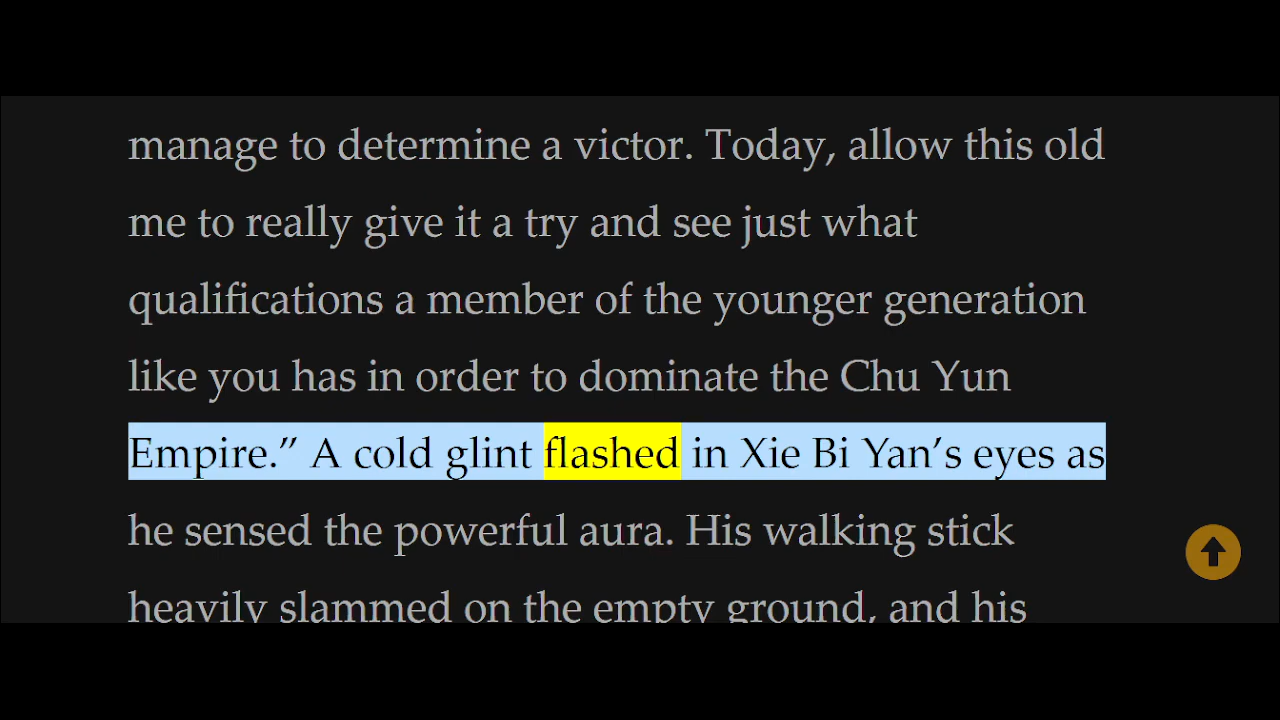 manage to determine a victor. Today, allow this old
me to really give it a try and see just what
qualifications a member of the younger generation
like you has in order to dominate the Chu Yun
Empire.” A cold glint flashed in Xie Bi Yan’s eyes as
he sensed the powerful aura. His walking stick
heavily slammed on the empty ground, and his